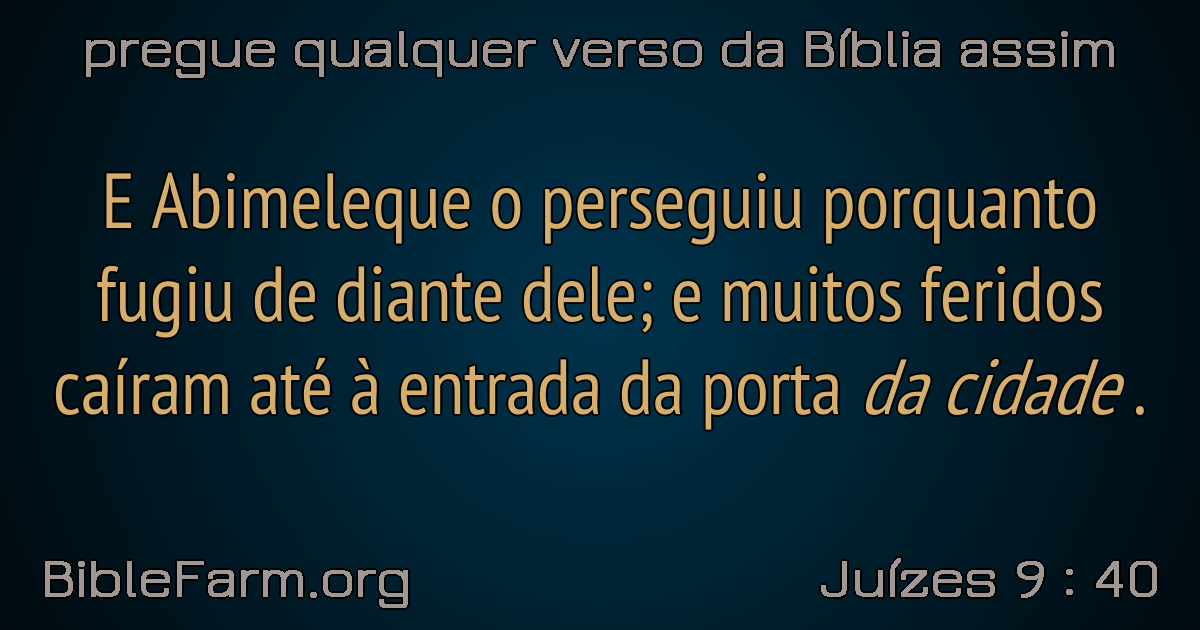 pregue qualquer verso da Bíblia assim
E Abimeleque o perseguiu porquanto
fugiu de diante dele; e muitos feridos
caíram até à entrada da porta da cidade .
BibleFarm.org
Juízes 9 : 40